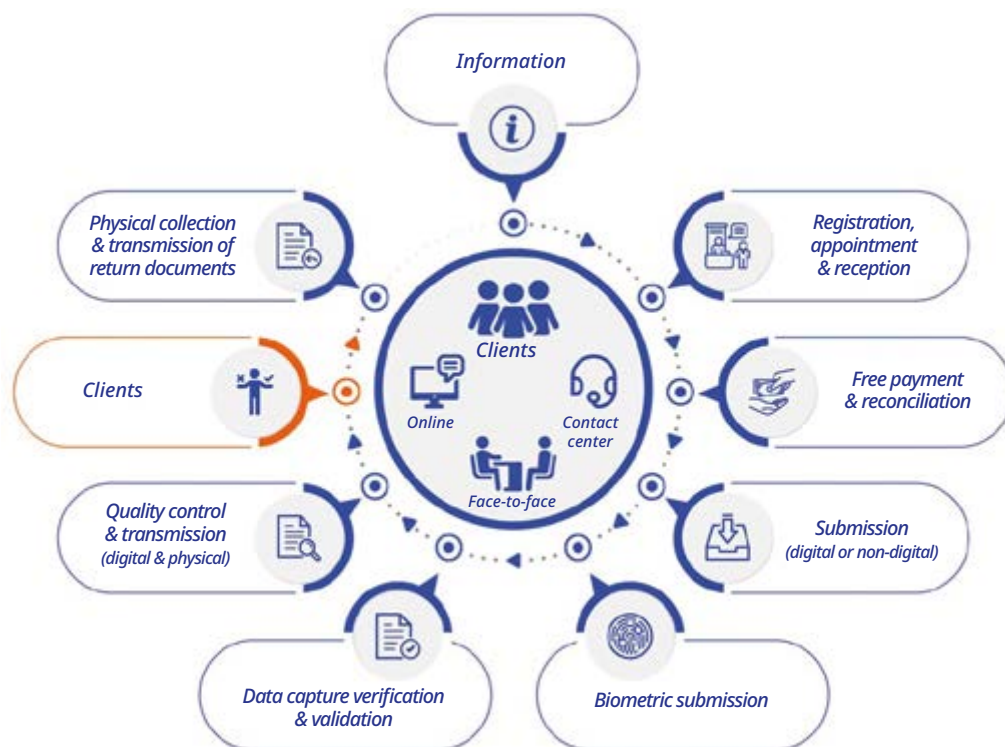 Information
Registration,
appointment
& reception
Free payment
& reconciliation
Submission
(digital or non-digital)
Biometric submission
Data capture verification
& validation
Quality control
& transmission
(digital & physical)
Clients
Physical collection
& transmission of
return documents
Clients
Online
Contact
center
Face-to-face